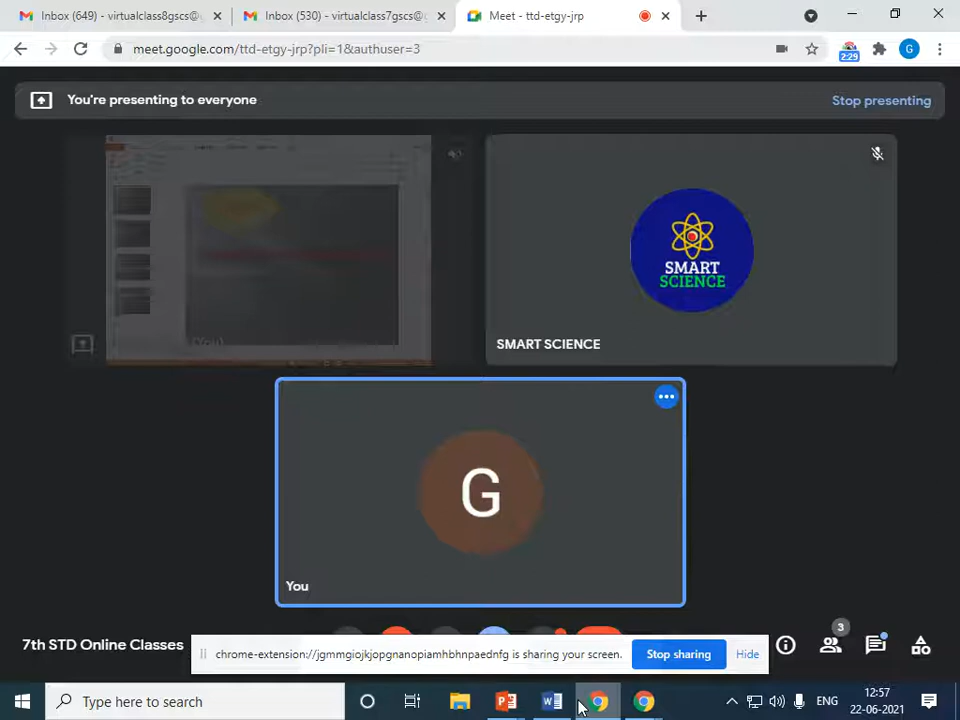 Inbox (649) - virtualclass8gscs@
Inbox (530) - virtualclass7gscs@
Meet - ttd-etgy-jrp
meet.google.com/ttd-etgy-jrp?pli=1&authuser=3
2:29
G
You're presenting to everyone
Stop presenting
(You)
SMART
SCIENCE
SMART SCIENCE
G
You
7th STD Online Classes
chrome-extension://jgmmgiojkjopgnanopiamhbhnpaednfg is sharing your screen.
Stop sharing
Hide
3
Type here to search
ENG
12:57
22-06-2021